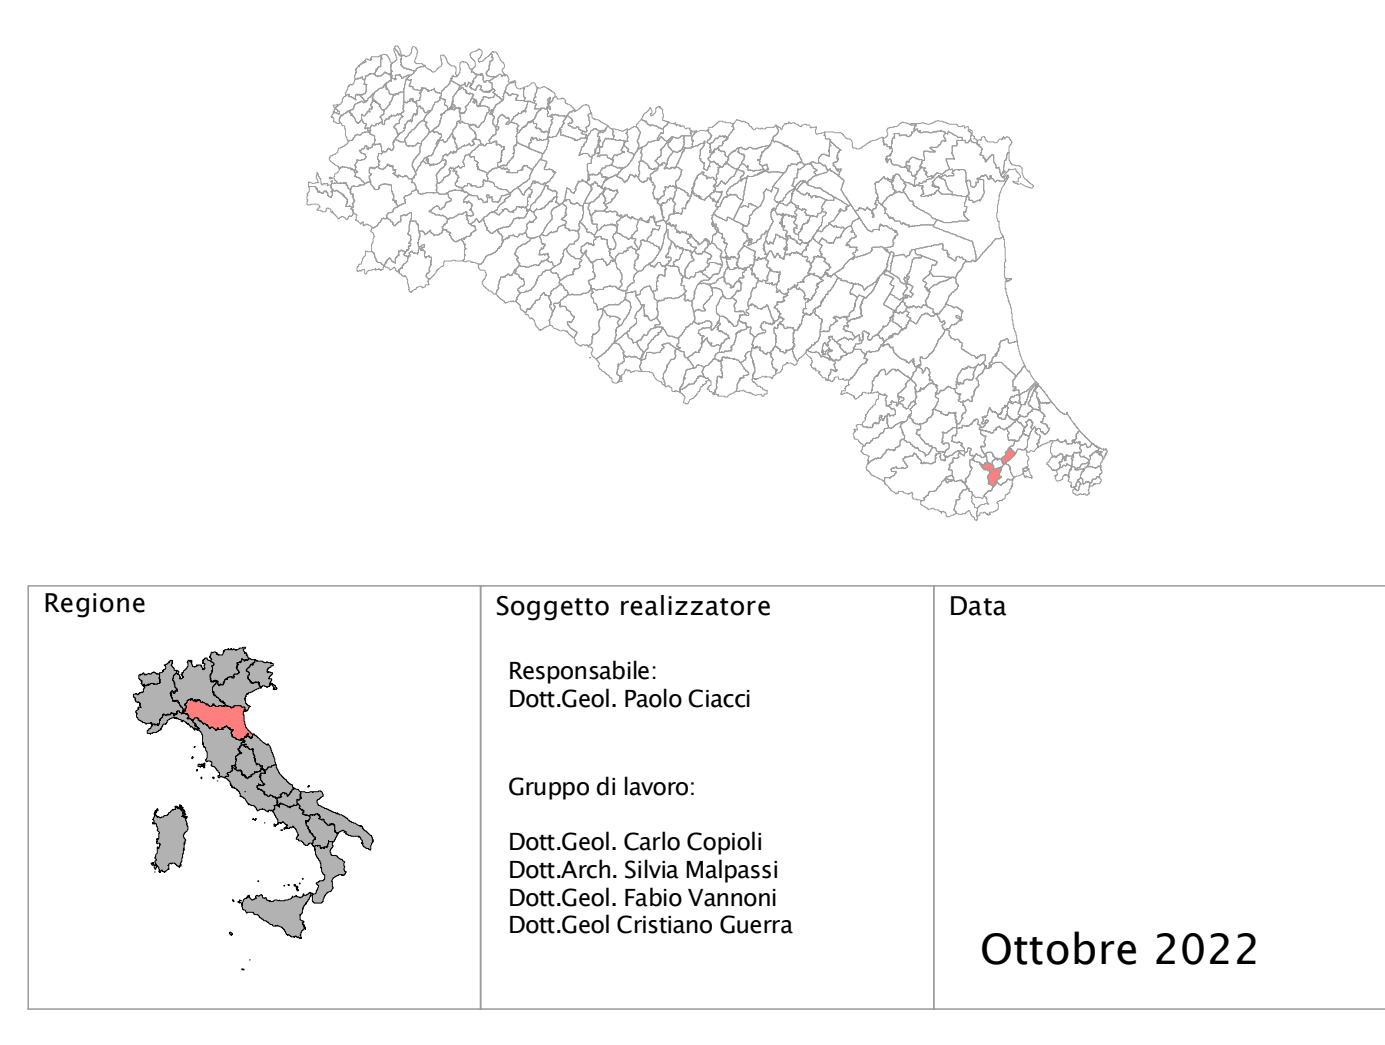 Regione
Soggetto realizzatore
Responsabile:
Dott.Geol. Paolo Ciacci
Gruppo di lavoro:
Dott.Geol. Carlo Copioli
Dott.Arch. Silvia Malpassi
Dott.Geol. Fabio Vannoni
Dott.Geol Cristiano Guerra
Data
Ottobre 2022